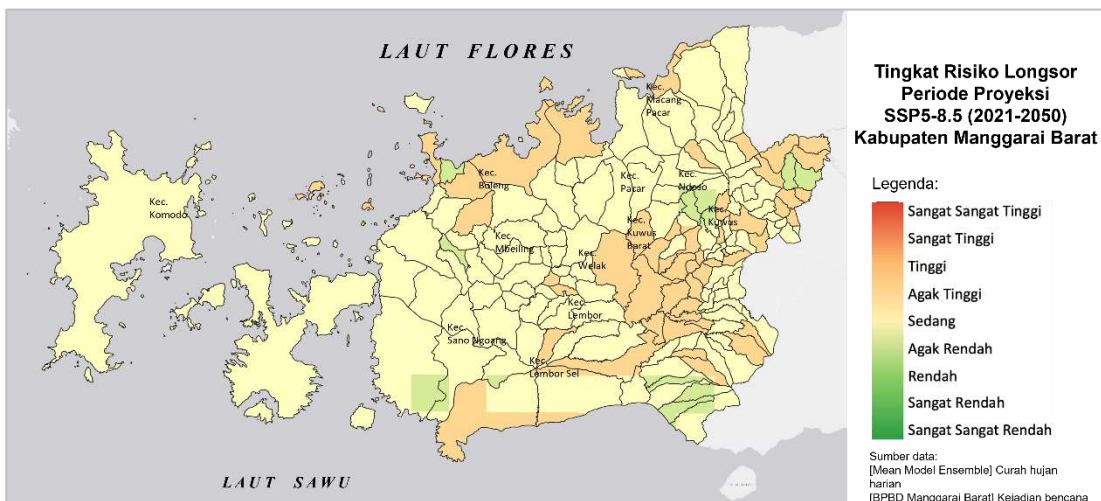 LAUT FLORES
Kec.
Macang
Pacar
Kec.
Boleng
Kec.
Pacar
Kec.
Ndoso
Kec.
Komodo
Kec.
Kuwus
Kec.
Kuwus
Barat
Kec.
Mbeliling
Kec.
Welak
Kec.
Lembor
Kec.
Sano Nggoang
Kec.
Lembor Sel
LAUT SAWU
Tingkat Risiko Longsor
Periode Proyeksi
SSP5-8.5 (2021-2050)
Kabupaten Manggarai Barat
Legenda:
Sangat Sangat Tinggi
Sangat Tinggi
Tinggi
Agak Tinggi
Sedang
Agak Rendah
Rendah
Sangat Rendah
Sangat Sangat Rendah
Sumber data:
[Mean Model Ensemble] Curah hujan
harian
[BPBD Manggarai Barat] Kejadian bencana